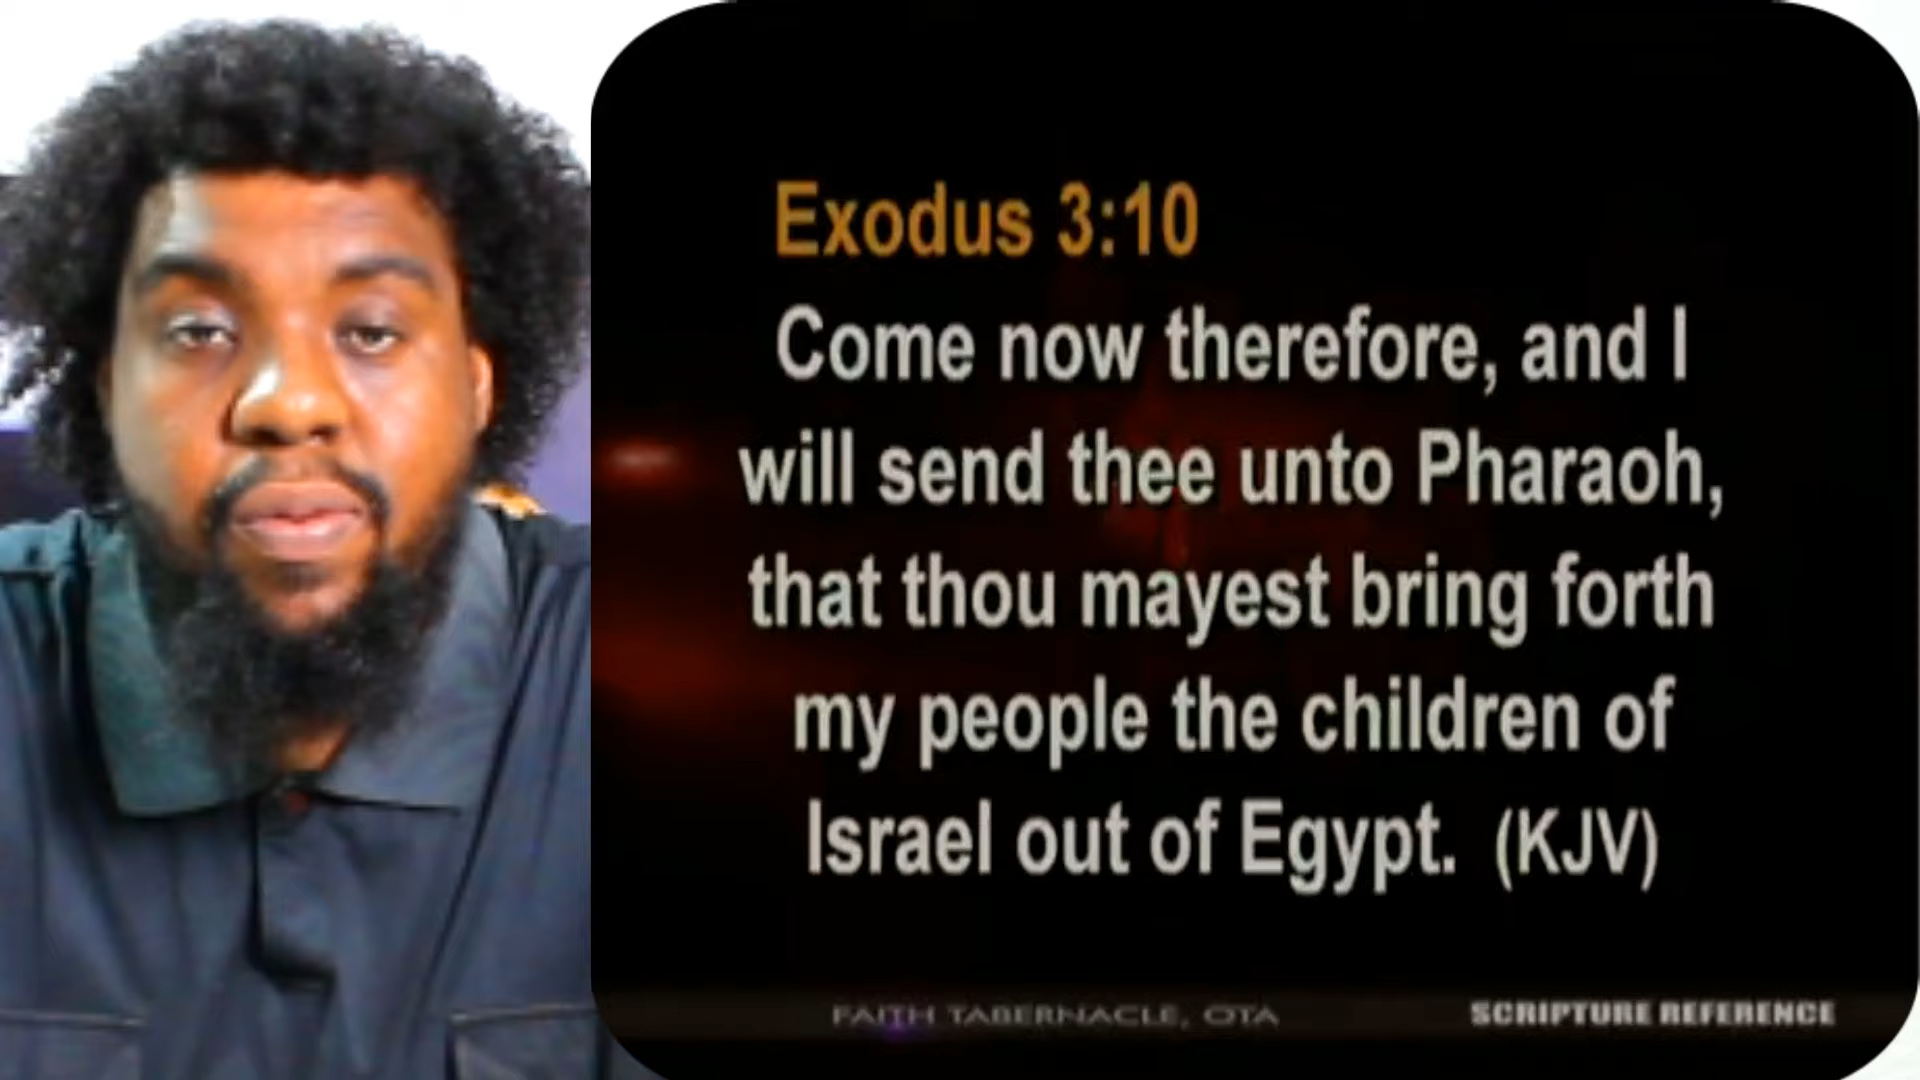 Exodus 3:10
Come now therefore, and I
will send thee unto Pharaoh,
that thou mayest bring forth
my people the children of
Israel out of Egypt. (KJV)
FAITH TABERNACLE, OTA
SCRIPTURE REFERENCE